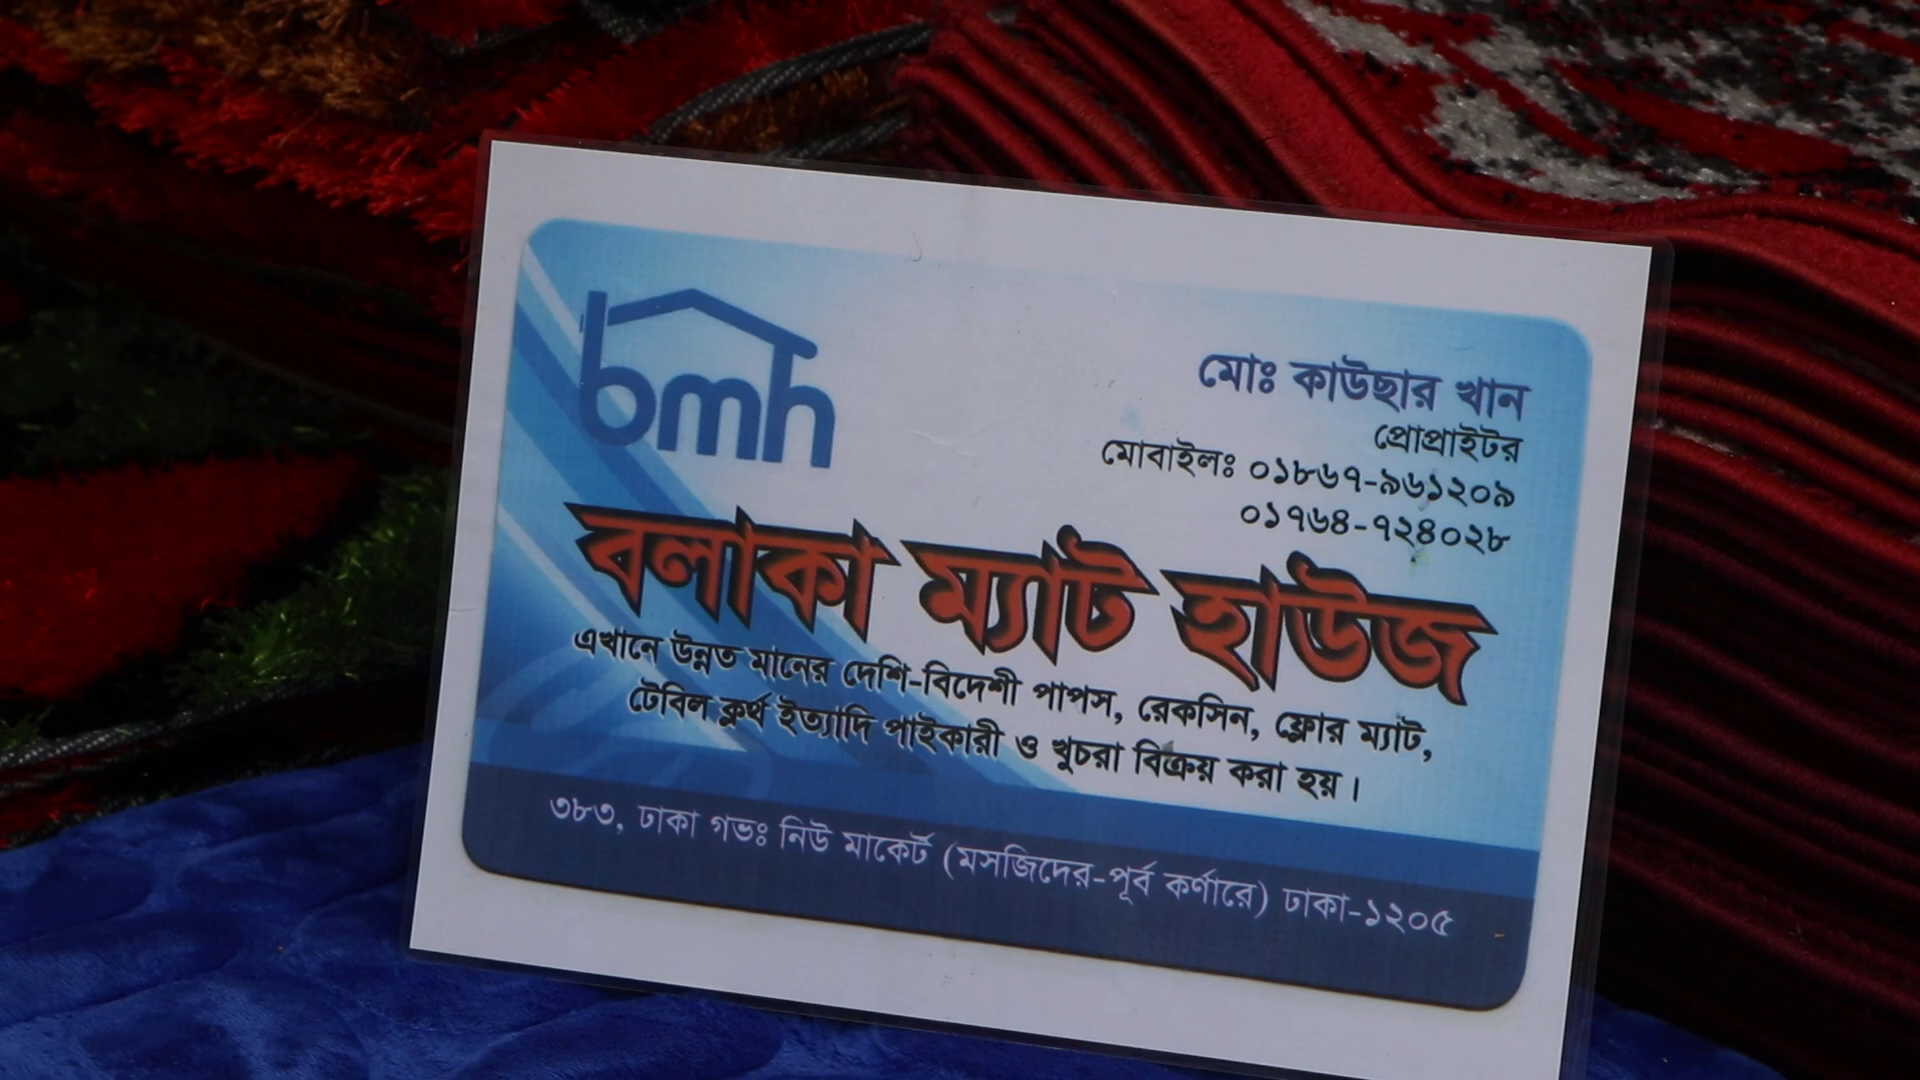 bmh
মোঃ কাউছার খান
প্রোপ্রাইটর
মোবাইলঃ ০১৮৬৭-৯৬১২০৯
০১৭৬৪-৭২৪০২৮
বলাকা ম্যাট হাউজ
এখানে উন্নত মানের দেশি-বিদেশী পাপস, রেকসিন, ফ্লোর ম্যাট,
টেবিল ক্লথ ইত্যাদি পাইকারী ও খুচরা বিক্রয় করা হয়।
৩৮৩, ঢাকা গভঃ নিউ মার্কেট (মসজিদের-পূর্ব কর্ণারে) ঢাকা-১২০৫